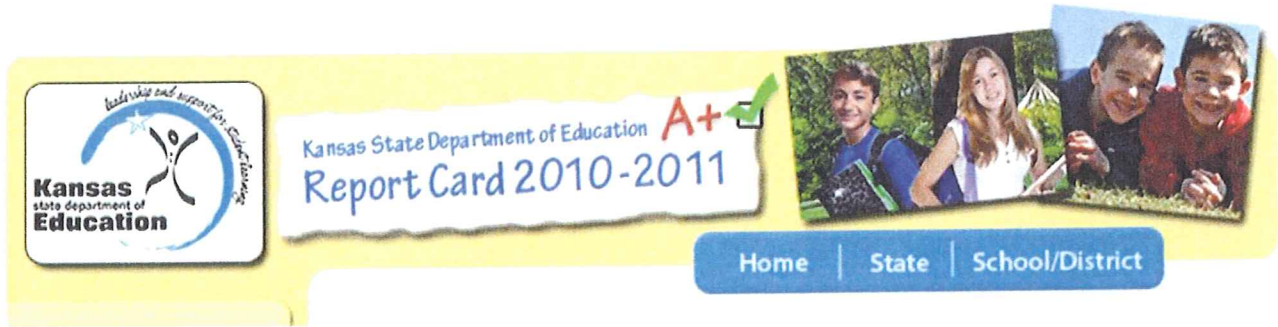 leadership and support for student learning
Kansas
state department of
Education
Kansas State Department of Education A+
Report Card 2010-2011
Home | State | School/District